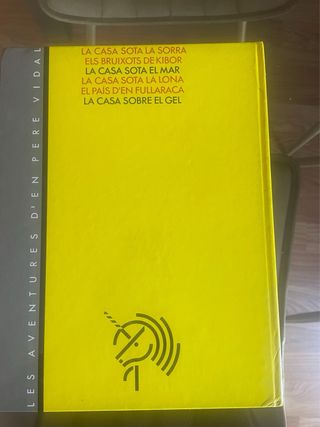 LA CASA SOTA LA SORRA
ELS BRUIXOTS DE KIBOR
LA CASA SOTA EL MAR
LA CASA SOTA LA LONA
EL PAÍS D'EN FULLARACA
LA CASA SOBRE EL GEL
LES AVENTURES D'EN PERE VIDAL